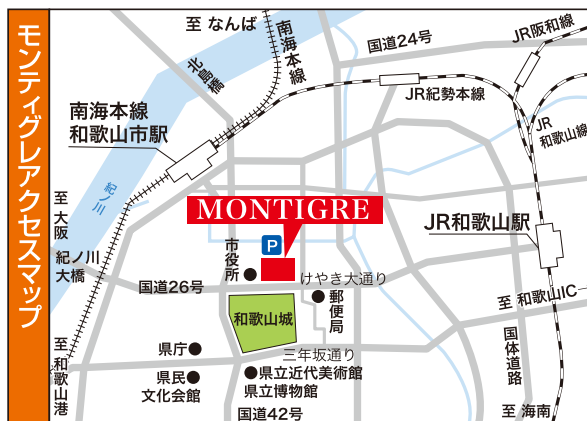 モンティグレアクセスマップ
至 なんば
南海本線
国道24号
JR阪和線
北島橋
JR紀勢本線
南海本線
和歌山市駅
JR
和歌山線
紀ノ川
至 大阪
MONTIGRE
JR和歌山駅
P
市役所
紀ノ川
大橋
けやき大通り
国道26号
郵便局
至 和歌山IC
和歌山城
国体道路
至 和歌山港
県庁
三年坂通り
県民
文化会館
県立近代美術館
県立博物館
至 海南
国道42号